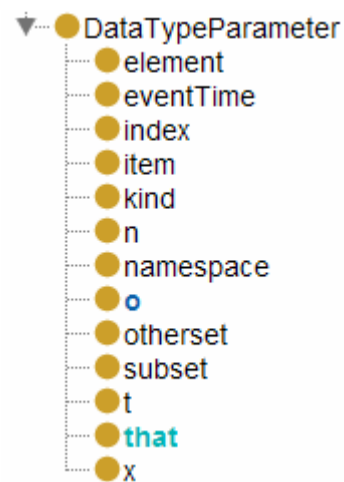 DataTypeParameter
element
eventTime
index
item
kind
n
namespace
o
otherset
subset
t
that
x